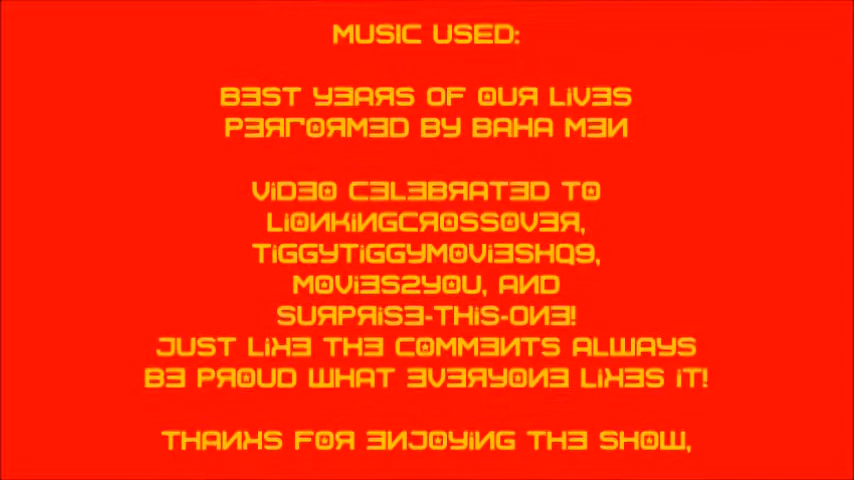 MUSIC USED:
BEST YEARS OF OUR LIVES
PERFORMED BY BAHA MEN
VIDEO CELEBRATED TO
LIONKINGCROSSOVER,
TIGGYTIGGYMOVIESHQ9,
MOVIES2YOU, AND
SURPRISE-THIS-ONE!
JUST LIKE THE COMMENTS ALWAYS
BE PROUD WHAT EVERYONE LIKES IT!
THANKS FOR ENJOYING THE SHOW,